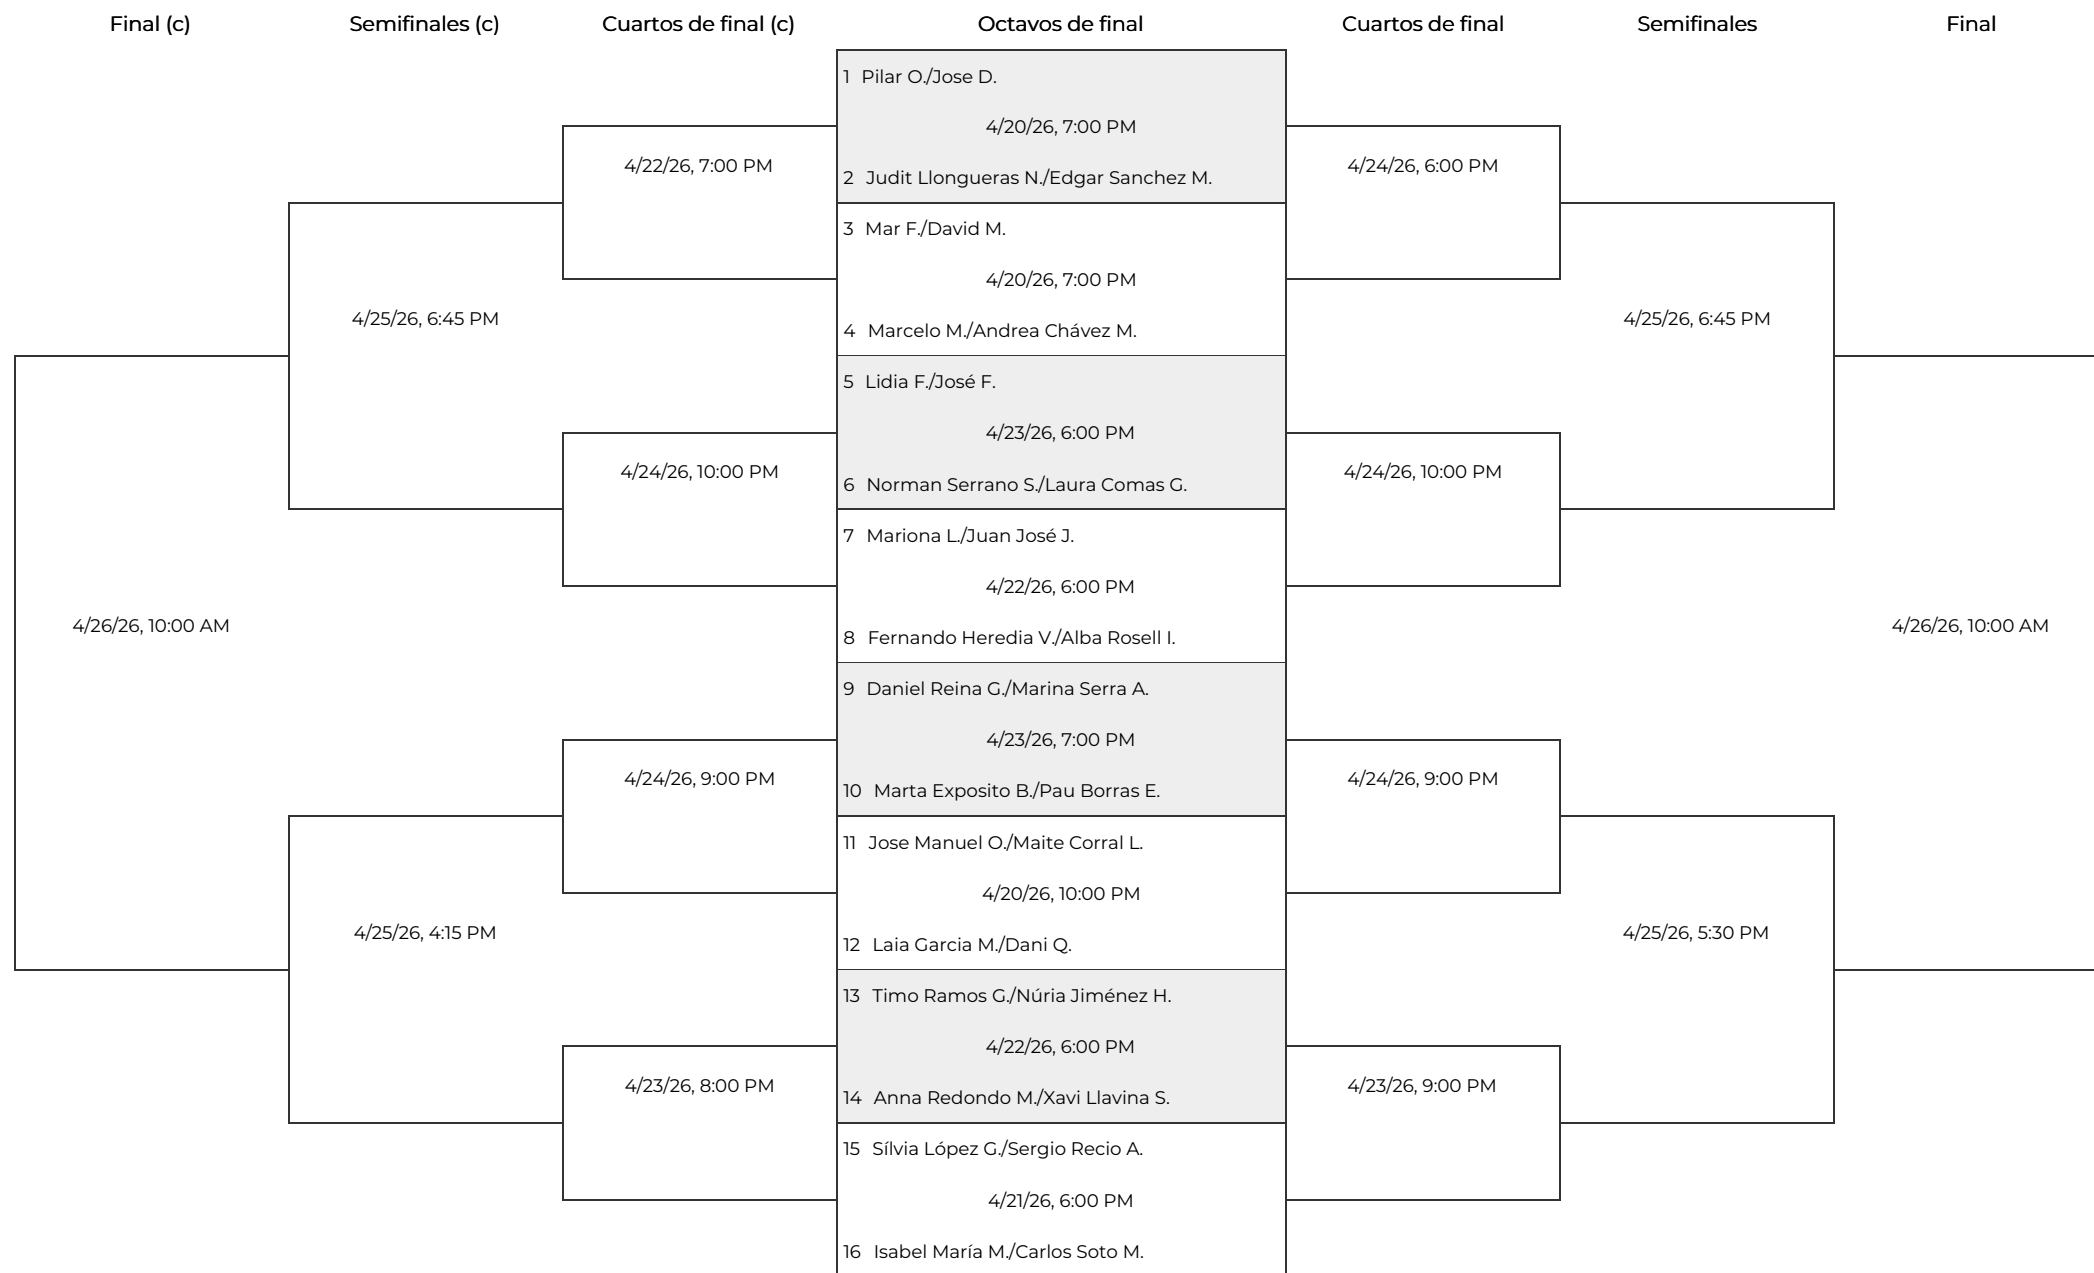 Final (c)
Semifinales (c)
Cuartos de final (c)
Octavos de final
Cuartos de final
Semifinales
Final
1 Pilar O./Jose D.
4/20/26, 7:00 PM
4/22/26, 7:00 PM
4/24/26, 6:00 PM
2 Judit Llongueras N./Edgar Sanchez M.
3 Mar F./David M.
4/20/26, 7:00 PM
4/25/26, 6:45 PM
4/25/26, 6:45 PM
4 Marcelo M./Andrea Chávez M.
5 Lidia F./José F.
4/23/26, 6:00 PM
4/24/26, 10:00 PM
4/24/26, 10:00 PM
6 Norman Serrano S./Laura Comas G.
7 Mariona L./Juan José J.
4/22/26, 6:00 PM
4/26/26, 10:00 AM
4/26/26, 10:00 AM
8 Fernando Heredia V./Alba Rosell I.
9 Daniel Reina G./Marina Serra A.
4/23/26, 7:00 PM
4/24/26, 9:00 PM
4/24/26, 9:00 PM
10 Marta Exposito B./Pau Borras E.
11 Jose Manuel O./Maite Corral L.
4/20/26, 10:00 PM
4/25/26, 4:15 PM
4/25/26, 5:30 PM
12 Laia Garcia M./Dani Q.
13 Timo Ramos G./Núria Jiménez H.
4/22/26, 6:00 PM
4/23/26, 8:00 PM
4/23/26, 9:00 PM
14 Anna Redondo M./Xavi Llavina S.
15 Sílvia López G./Sergio Recio A.
4/21/26, 6:00 PM
16 Isabel María M./Carlos Soto M.